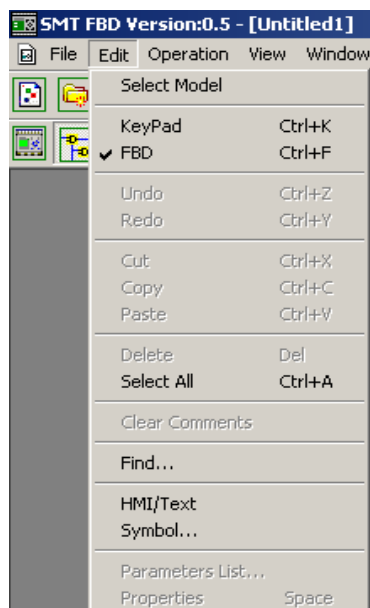 SMT FBD Version:0.5 - [Untitled1]
File Edit Operation View Window
Select Model
KeyPad Ctrl+K
FBD Ctrl+F
Undo Ctrl+Z
Redo Ctrl+Y
Cut Ctrl+X
Copy Ctrl+C
Paste Ctrl+V
Delete Del
Select All Ctrl+A
Clear Comments
Find...
HMI/Text
Symbol...
Parameters List...
Properties Space